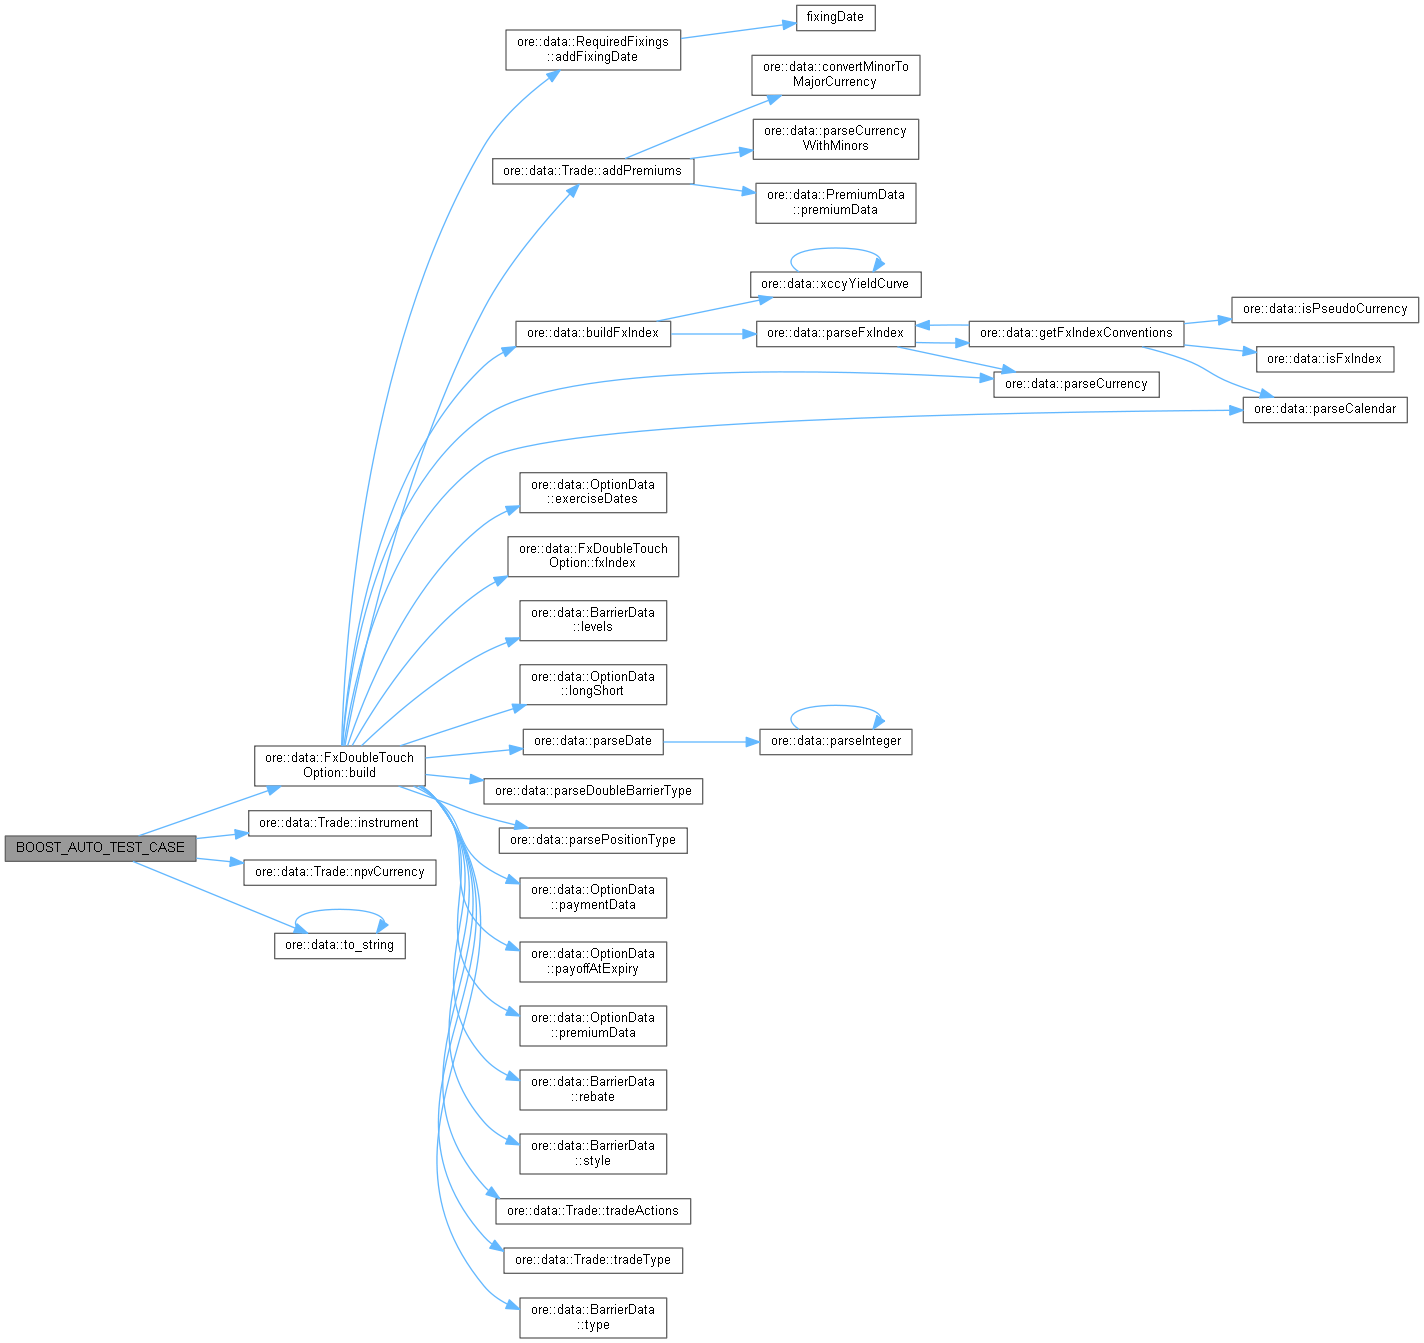 fixingDate
ore::data::RequiredFixings
::addFixingDate
ore::data::convertMinorTo
MajorCurrency
ore::data::parseCurrency
WithMinors
ore::data::Trade::addPremiums
ore::data::PremiumData
::premiumData
ore::data::xccyYieldCurve
ore::data::buildFxIndex
ore::data::parseFxIndex
ore::data::getFxIndexConventions
ore::data::isPseudoCurrency
ore::data::isFxIndex
ore::data::parseCurrency
ore::data::parseCalendar
ore::data::OptionData
::exerciseDates
ore::data::FxDoubleTouch
Option::fxIndex
ore::data::BarrierData
::levels
ore::data::OptionData
::longShort
ore::data::parseDate
ore::data::parseInteger
ore::data::FxDoubleTouch
Option::build
ore::data::parseDoubleBarrierType
ore::data::Trade::instrument
ore::data::parsePositionType
BOOST_AUTO_TEST_CASE
ore::data::Trade::npvCurrency
ore::data::OptionData
::paymentData
ore::data::to_string
ore::data::OptionData
::payoffAtExpiry
ore::data::OptionData
::premiumData
ore::data::BarrierData
::rebate
ore::data::BarrierData
::style
ore::data::Trade::tradeActions
ore::data::Trade::tradeType
ore::data::BarrierData
::type